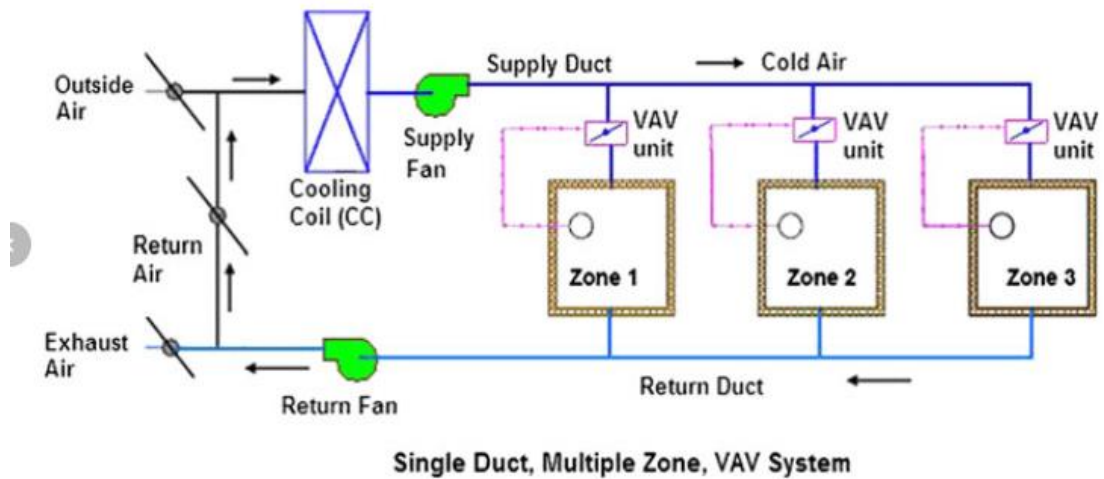 Outside
Air
Supply Duct
Cold Air
Supply
Fan
VAV
unit
VAV
unit
VAV
unit
Cooling
Coil (CC)
Return
Air
Zone 1
Zone 2
Zone 3
Exhaust
Air
Return Fan
Return Duct
Single Duct, Multiple Zone, VAV System